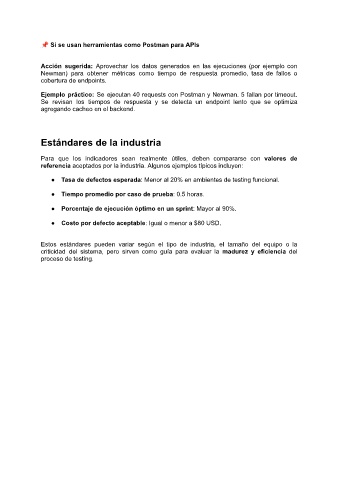 📌 Si se usan herramientas como Postman para APIs
Acción sugerida: Aprovechar los datos generados en las ejecuciones (por ejemplo con
Newman) para obtener métricas como tiempo de respuesta promedio, tasa de fallos o
cobertura de endpoints.
Ejemplo práctico: Se ejecutan 40 requests con Postman y Newman. 5 fallan por timeout.
Se revisan los tiempos de respuesta y se detecta un endpoint lento que se optimiza
agregando cacheo en el backend.
Estándares de la industria
Para que los indicadores sean realmente útiles, deben compararse con valores de
referencia aceptados por la industria. Algunos ejemplos típicos incluyen:
● Tasa de defectos esperada: Menor al 20% en ambientes de testing funcional.
● Tiempo promedio por caso de prueba: 0.5 horas.
● Porcentaje de ejecución óptimo en un sprint: Mayor al 90%.
● Costo por defecto aceptable: Igual o menor a $80 USD.
Estos estándares pueden variar según el tipo de industria, el tamaño del equipo o la
criticidad del sistema, pero sirven como guía para evaluar la madurez y eficiencia del
proceso de testing.